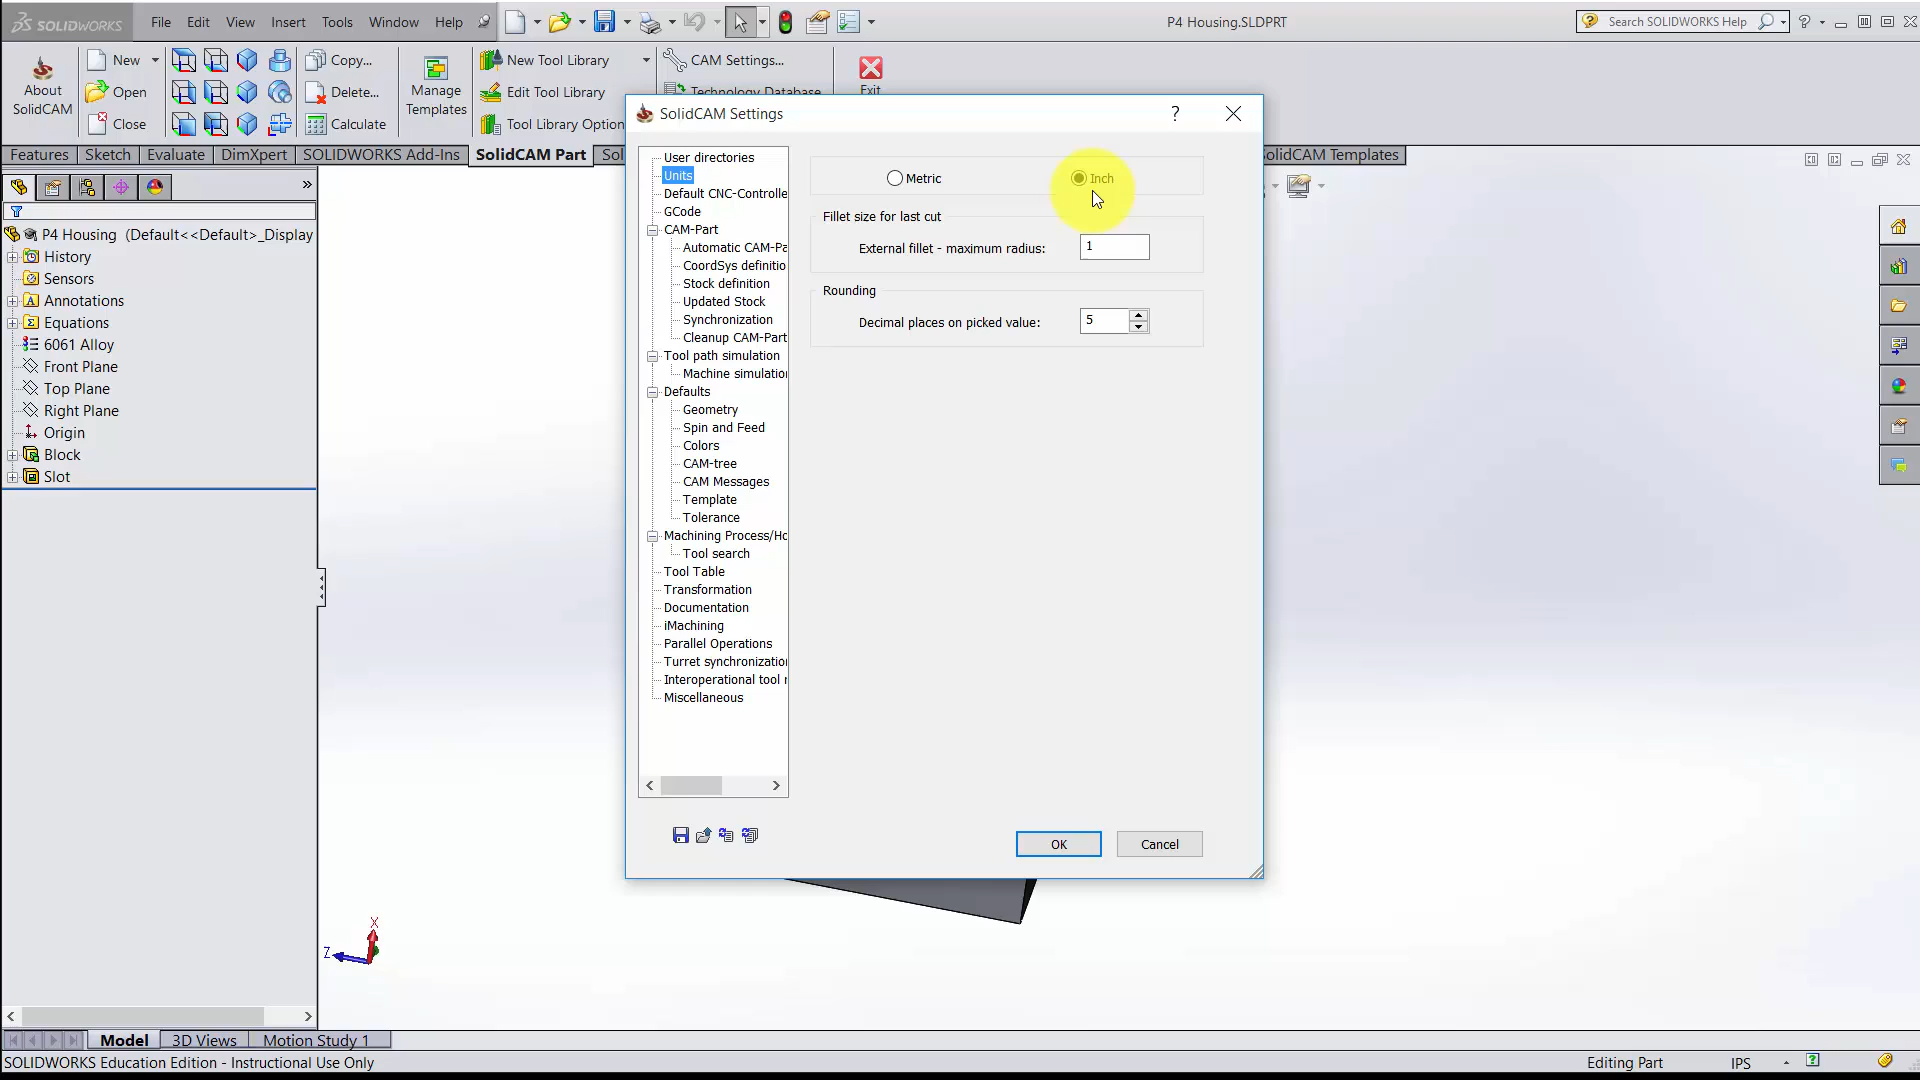 SOLIDWORKS File Edit View Insert Tools Window Help P4 Housing.SLDPRT Search SOLIDWORKS Help ?
About SolidCAM
New
Open
Close
Copy...
Delete...
Calculate
Manage Templates
New Tool Library
Edit Tool Library
Tool Library Option
CAM Settings...
Technology Database
Exit
Features Sketch Evaluate DimXpert SOLIDWORKS Add-Ins SolidCAM Part Sol SolidCAM Templates
P4 Housing (Default<<Default>_Display
History
Sensors
Annotations
Equations
6061 Alloy
Front Plane
Top Plane
Right Plane
Origin
Block
Slot
SolidCAM Settings ?
User directories
Units
Default CNC-Controlle
GCode
CAM-Part
Automatic CAM-Pa
CoordSys definitio
Stock definition
Updated Stock
Synchronization
Cleanup CAM-Part
Tool path simulation
Machine simulation
Defaults
Geometry
Spin and Feed
Colors
CAM-tree
CAM Messages
Template
Tolerance
Machining Process/Ho
Tool search
Tool Table
Transformation
Documentation
iMachining
Parallel Operations
Turret synchronization
Interoperational tool r
Miscellaneous
Metric Inch
Fillet size for last cut
External fillet - maximum radius: 1
Rounding
Decimal places on picked value: 5
OK Cancel
X
Z
Model 3D Views Motion Study 1
SOLIDWORKS Education Edition - Instructional Use Only Editing Part IPS